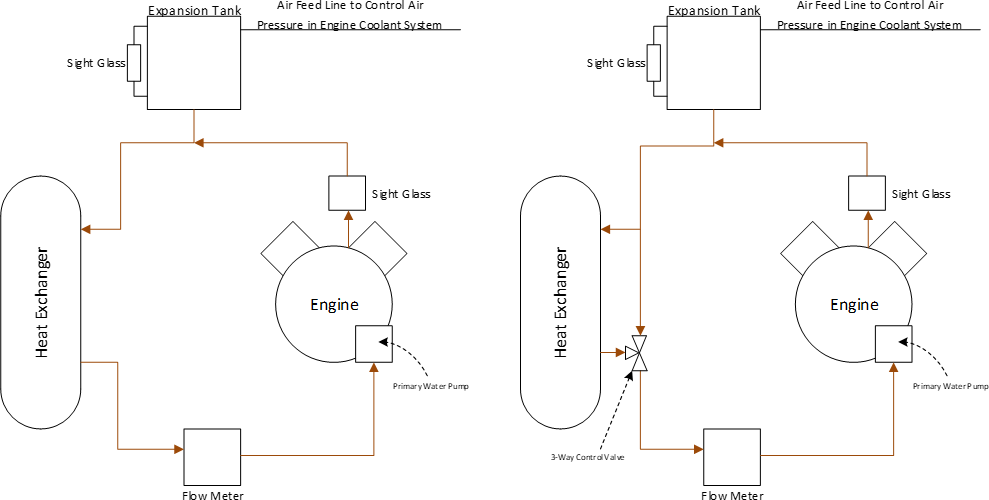 Expansion Tank
Air Feed Line to Control Air
Pressure in Engine Coolant System
Sight Glass
Sight Glass
Heat Exchanger
Engine
Primary Water Pump
Flow Meter
Expansion Tank
Air Feed Line to Control Air
Pressure in Engine Coolant System
Sight Glass
Sight Glass
Heat Exchanger
Engine
Primary Water Pump
3-Way Control Valve
Flow Meter